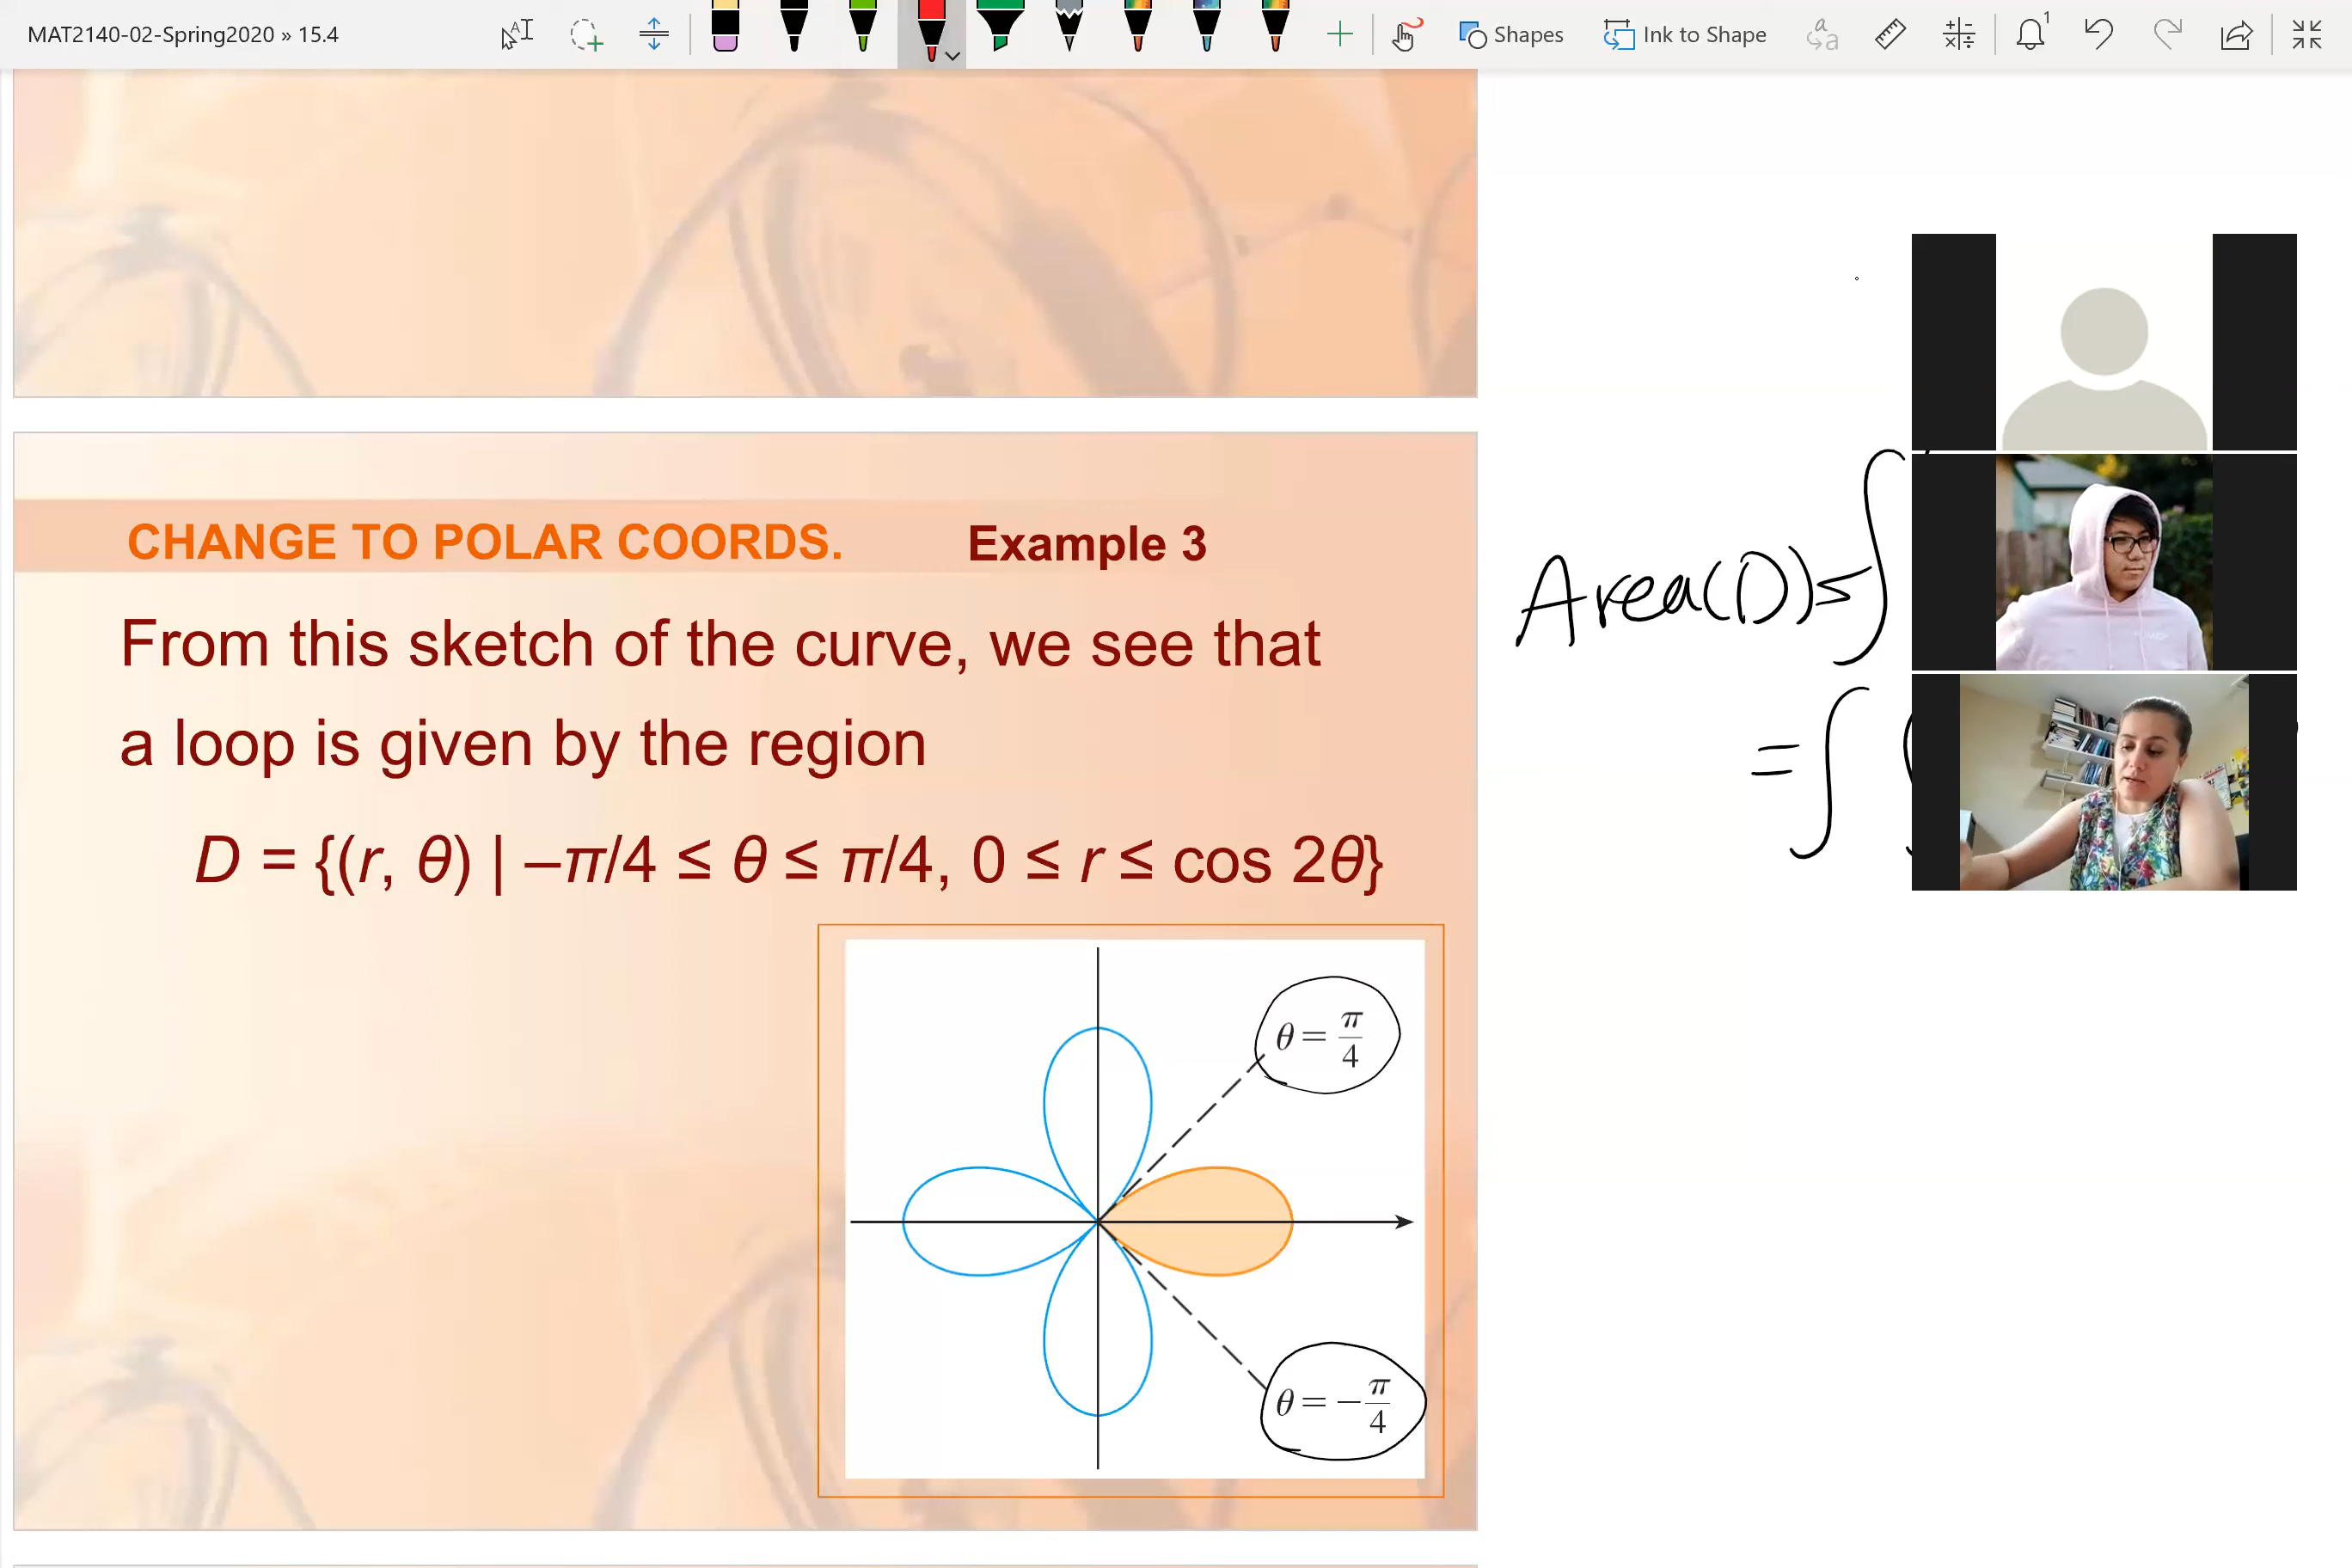 MAT2140-02-Spring2020 » 15.4
Shapes
Ink to Shape
1
CHANGE TO POLAR COORDS.
Example 3
From this sketch of the curve, we see that
a loop is given by the region
D = {(r, θ) | –π/4 ≤ θ ≤ π/4, 0 ≤ r ≤ cos 2θ}
θ = π/4
θ = −π/4
Area(D) = ∫
= ∫